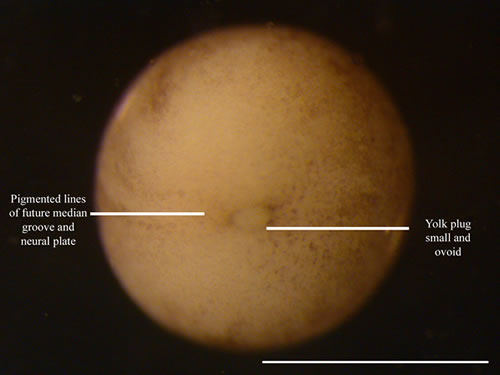 Pigmented lines
of future median
groove and
neural plate
Yolk plug
small and
ovoid